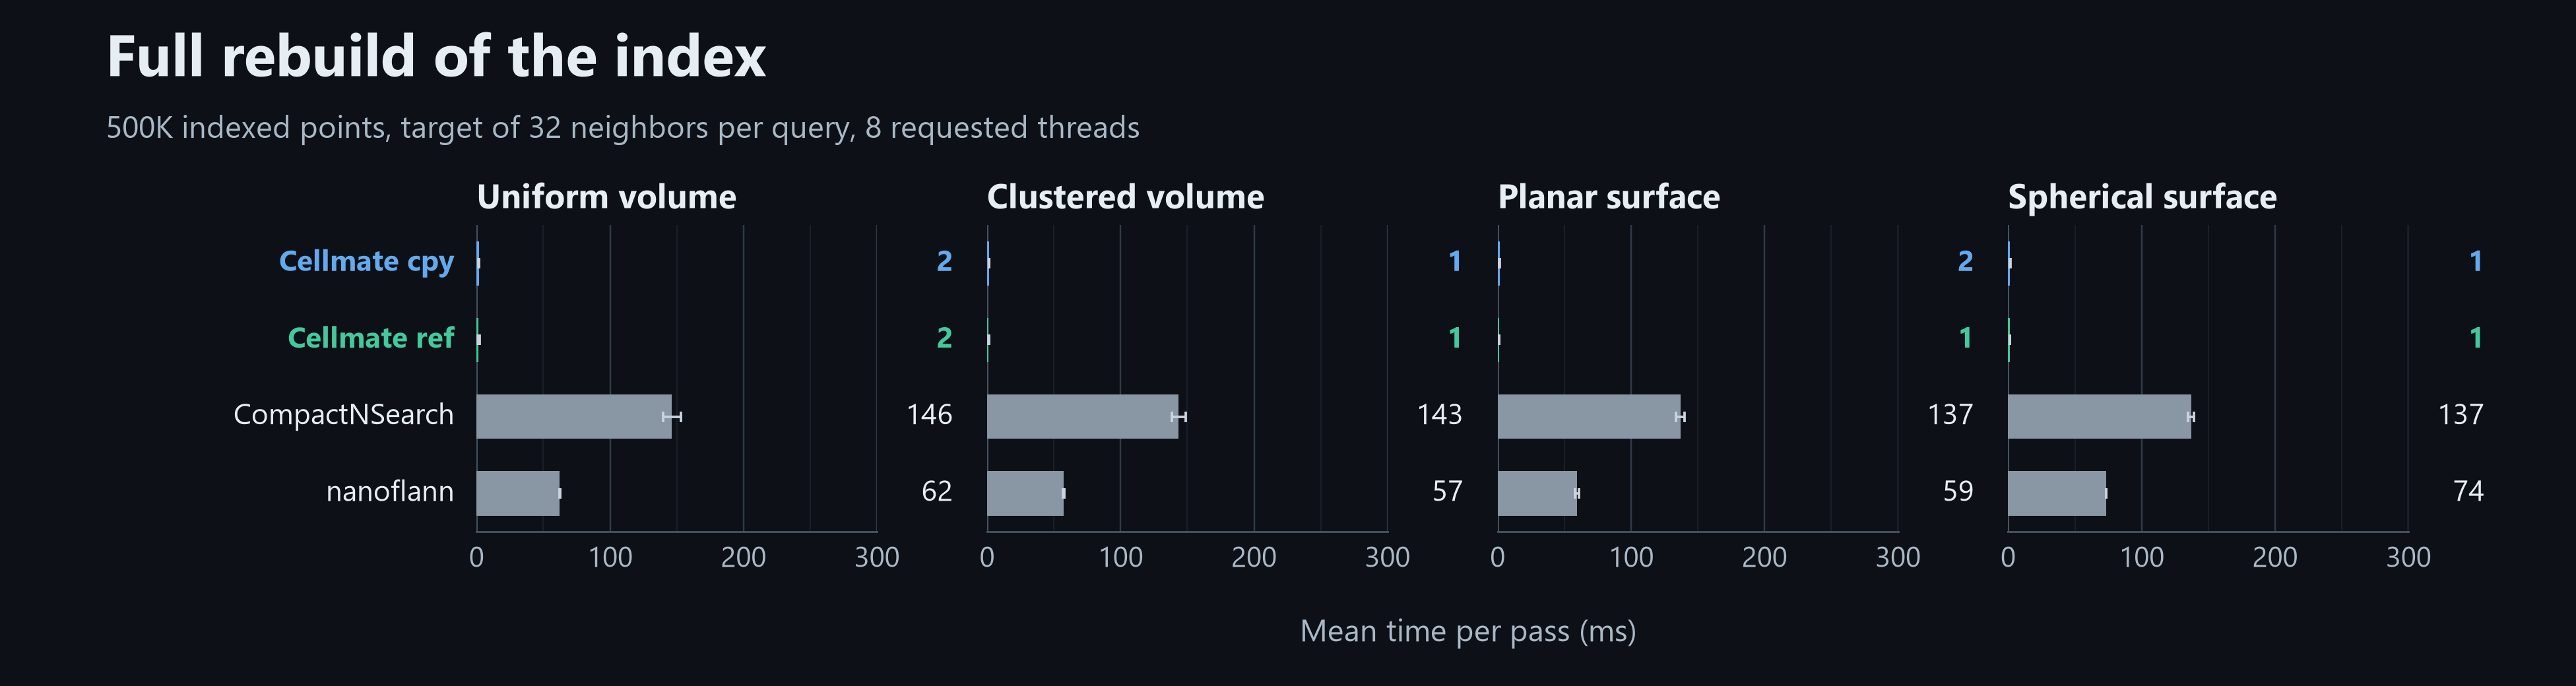 Full rebuild of the index
500K indexed points, target of 32 neighbors per query, 8 requested threads
Uniform volume Clustered volume Planar surface Spherical surface
Cellmate cpy 2 1 2 1
Cellmate ref 2 1 1 1
CompactNSearch 146 143 137 137
nanoflann 62 57 59 74
0 100 200 300 0 100 200 300 0 100 200 300 0 100 200 300
Mean time per pass (ms)